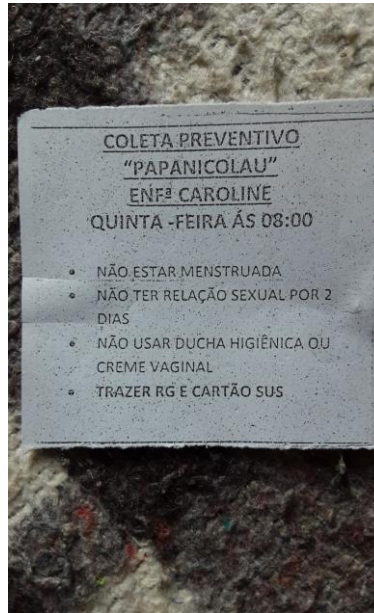 COLETA PREVENTIVO
“PAPANICOLAU”
ENFª CAROLINE
QUINTA -FEIRA ÁS 08:00
• NÃO ESTAR MENSTRUADA
• NÃO TER RELAÇÃO SEXUAL POR 2
DIAS
• NÃO USAR DUCHA HIGIÊNICA OU
CREME VAGINAL
• TRAZER RG E CARTÃO SUS